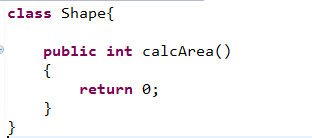 class Shape{
public int calcArea()
{
return 0;
}
}